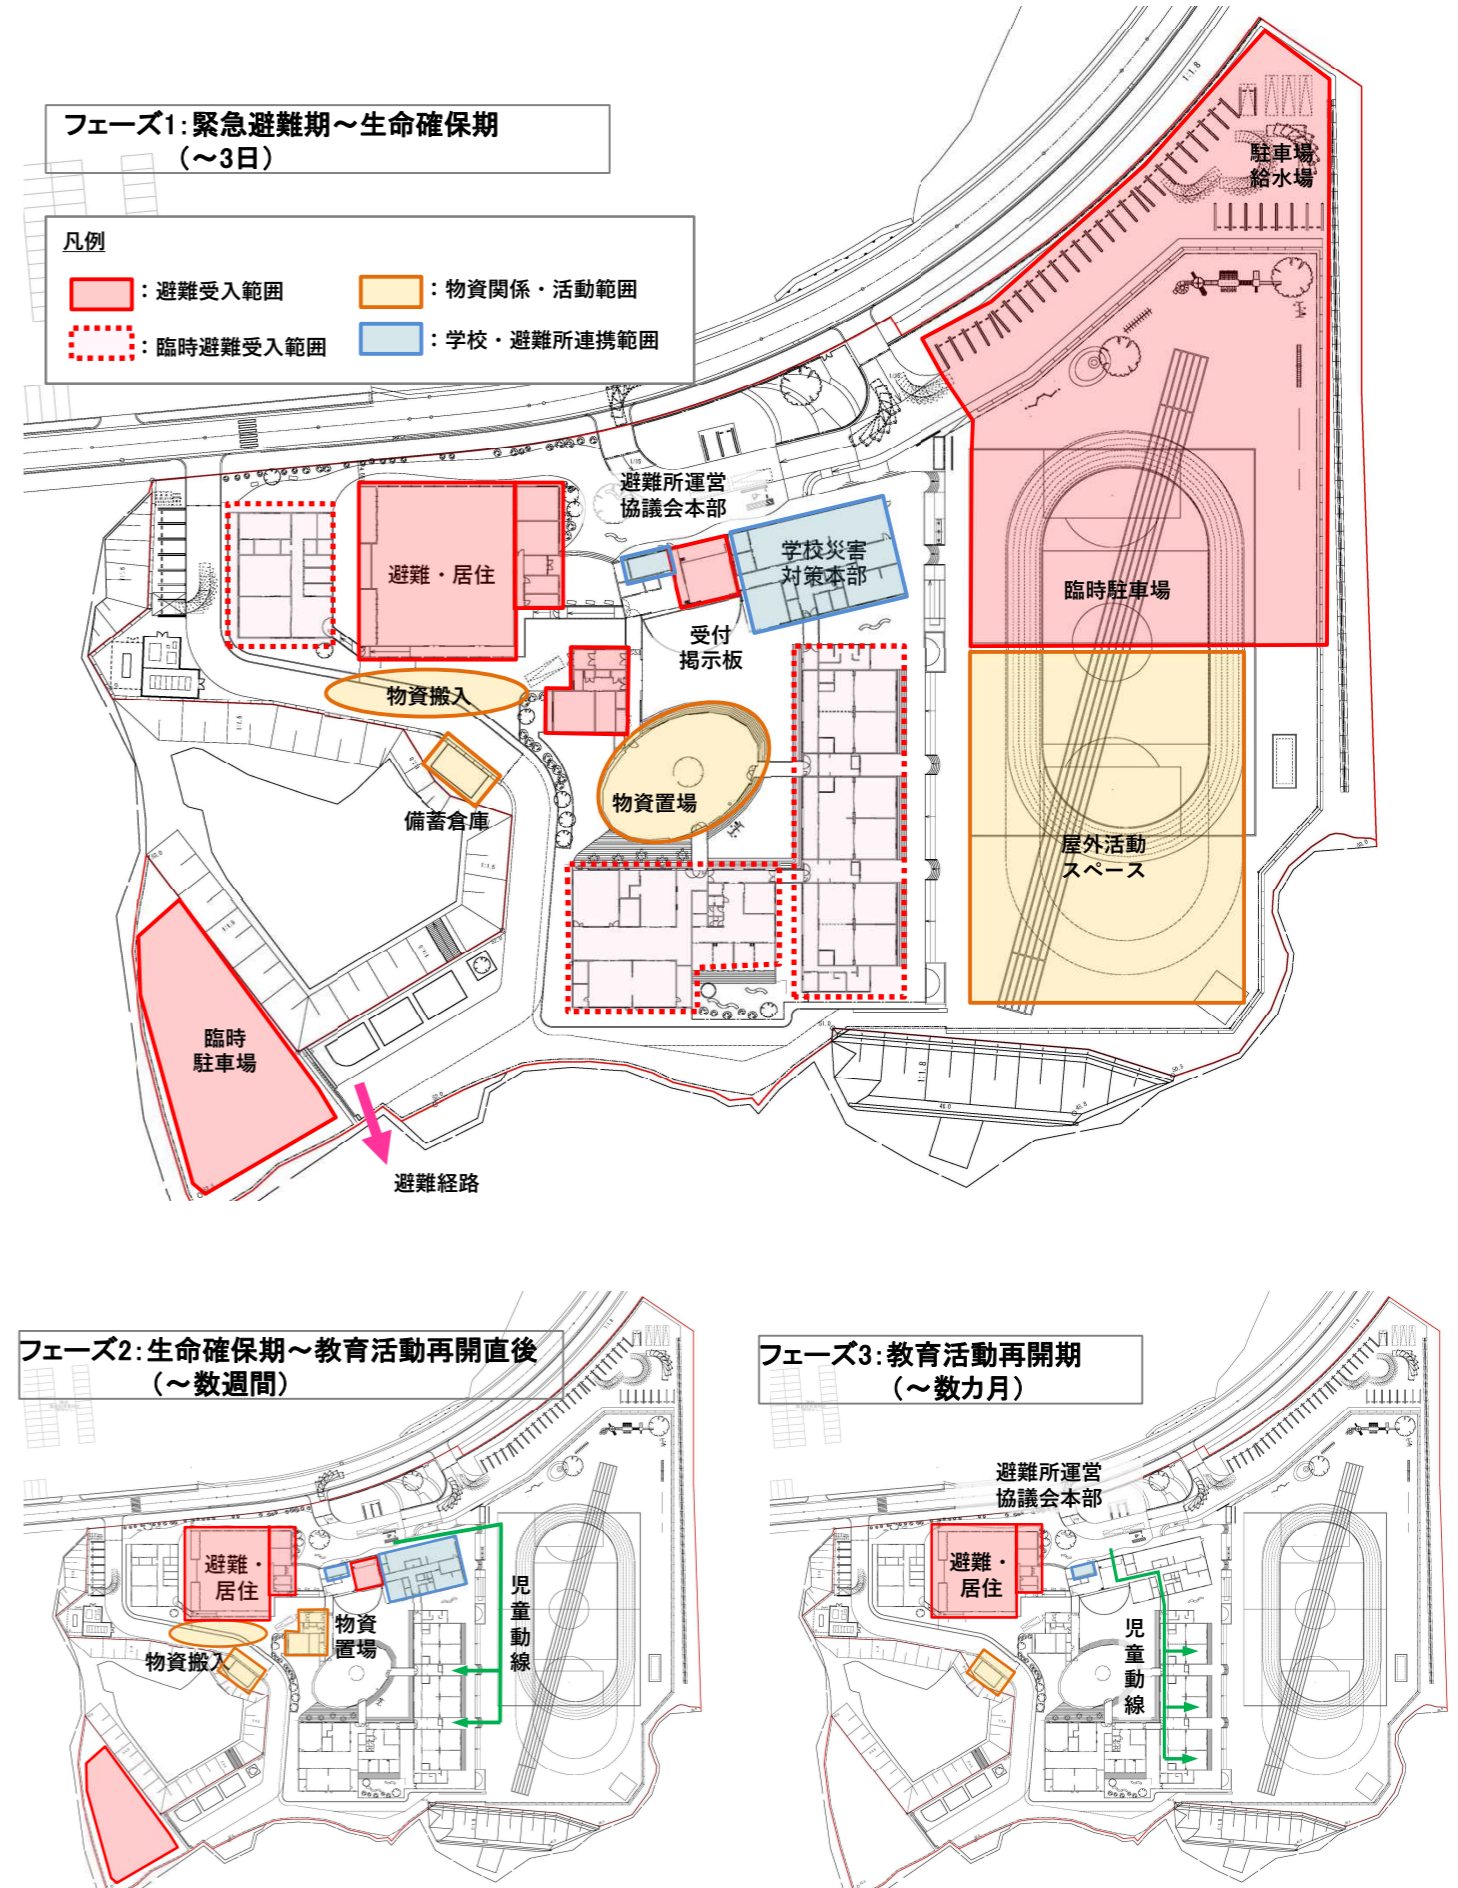 フェーズ1:緊急避難期～生命確保期
(～3日)
凡例
：避難受入範囲
：物資関係・活動範囲
：臨時避難受入範囲
：学校・避難所連携範囲
駐車場
給水場
避難所運営
協議会本部
学校災害
対策本部
避難・居住
臨時駐車場
受付
掲示板
物資搬入
物資置場
備蓄倉庫
屋外活動
スペース
臨時
駐車場
避難経路
1:1.8
1:1.8
フェーズ2:生命確保期～教育活動再開直後
(～数週間)
避難・
居住
物資
置場
物資搬入
児童動線
フェーズ3:教育活動再開期
(～数カ月)
避難所運営
協議会本部
避難・
居住
児童動線